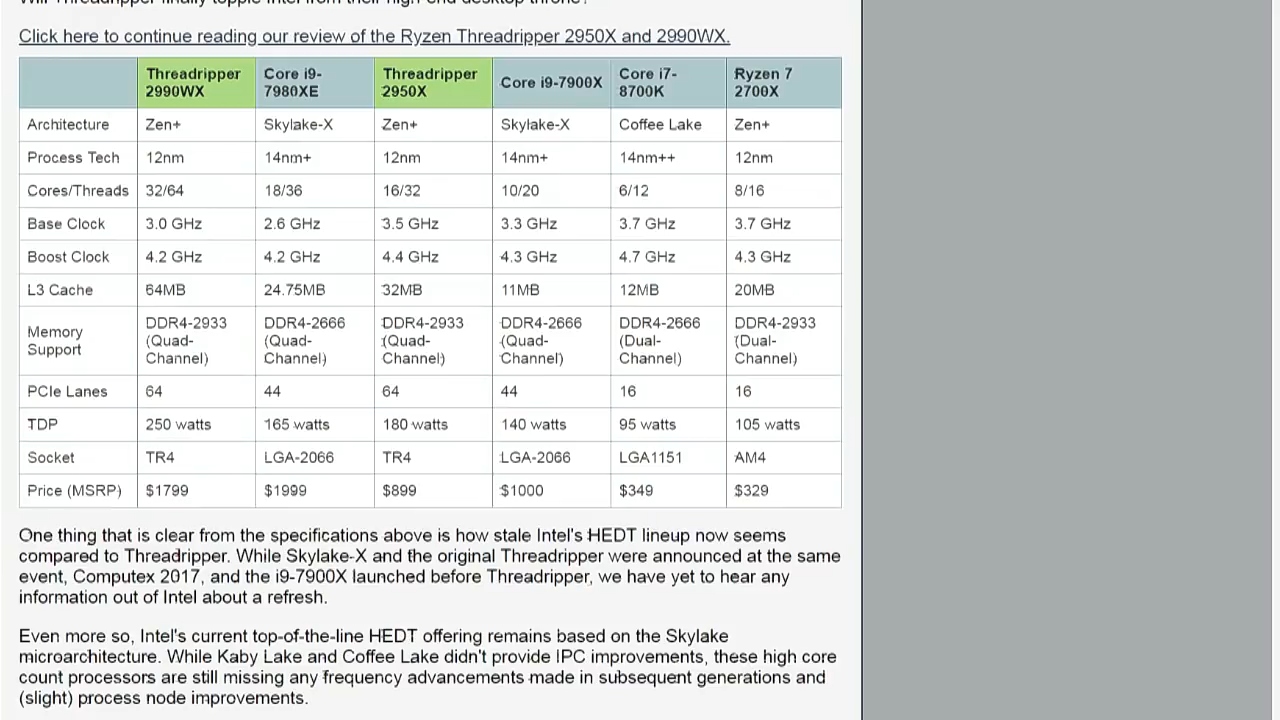 Will Threadripper finally topple Intel from their high-end desktop throne?
Click here to continue reading our review of the Ryzen Threadripper 2950X and 2990WX.
Threadripper 2990WX Core i9-7980XE Threadripper 2950X Core i9-7900X Core i7-8700K Ryzen 7 2700X
Architecture Zen+ Skylake-X Zen+ Skylake-X Coffee Lake Zen+
Process Tech 12nm 14nm+ 12nm 14nm+ 14nm++ 12nm
Cores/Threads 32/64 18/36 16/32 10/20 6/12 8/16
Base Clock 3.0 GHz 2.6 GHz 3.5 GHz 3.3 GHz 3.7 GHz 3.7 GHz
Boost Clock 4.2 GHz 4.2 GHz 4.4 GHz 4.3 GHz 4.7 GHz 4.3 GHz
L3 Cache 64MB 24.75MB 32MB 11MB 12MB 20MB
Memory Support DDR4-2933 (Quad-Channel) DDR4-2666 (Quad-Channel) DDR4-2933 (Quad-Channel) DDR4-2666 (Quad-Channel) DDR4-2666 (Dual-Channel) DDR4-2933 (Dual-Channel)
PCIe Lanes 64 44 64 44 16 16
TDP 250 watts 165 watts 180 watts 140 watts 95 watts 105 watts
Socket TR4 LGA-2066 TR4 LGA-2066 LGA1151 AM4
Price (MSRP) $1799 $1999 $899 $1000 $349 $329
One thing that is clear from the specifications above is how stale Intel's HEDT lineup now seems
compared to Threadripper. While Skylake-X and the original Threadripper were announced at the same
event, Computex 2017, and the i9-7900X launched before Threadripper, we have yet to hear any
information out of Intel about a refresh.
Even more so, Intel's current top-of-the-line HEDT offering remains based on the Skylake
microarchitecture. While Kaby Lake and Coffee Lake didn't provide IPC improvements, these high core
count processors are still missing any frequency advancements made in subsequent generations and
(slight) process node improvements.